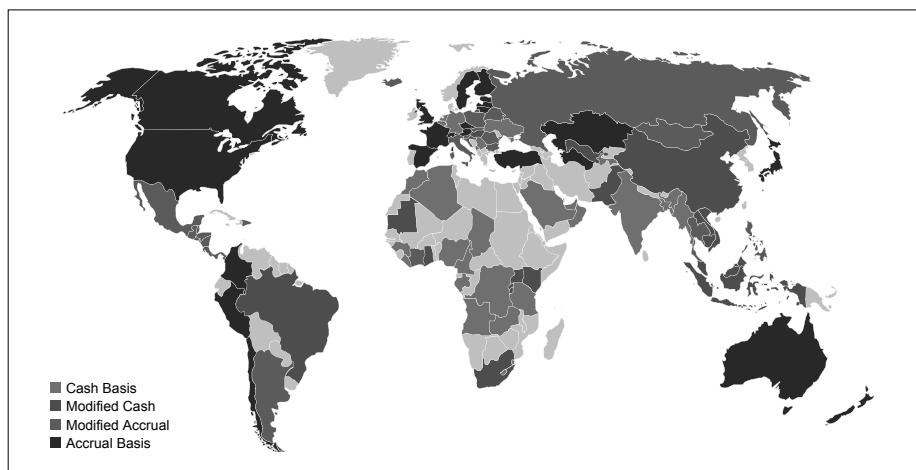 Cash Basis
Modified Cash
Modified Accrual
Accrual Basis